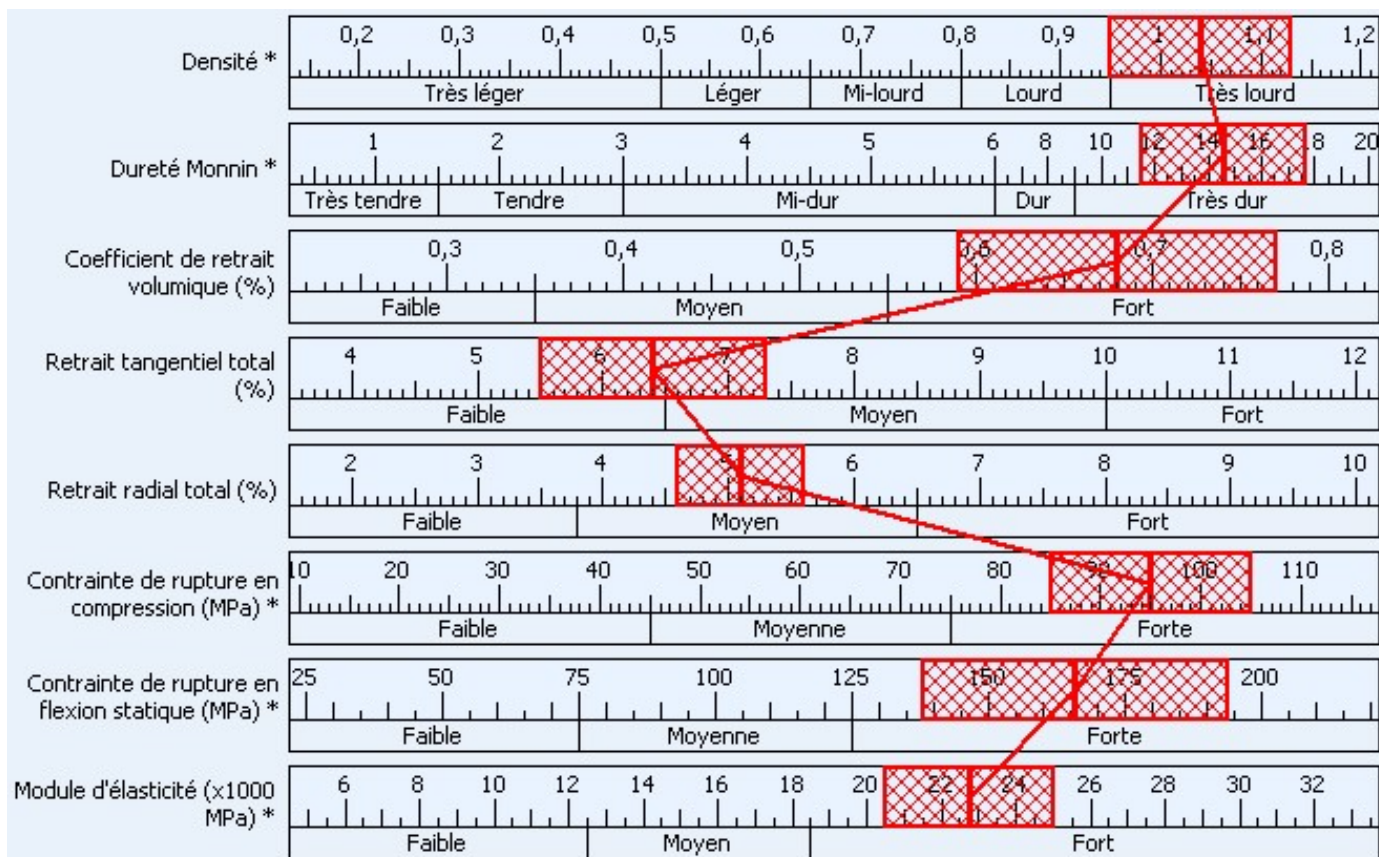 0,2 0,3 0,4 0,5 0,6 0,7 0,8 0,9 1 1,1 1,2
Densité *
Très léger Léger Mi-lourd Lourd Très lourd
1 2 3 4 5 6 8 10 12 14 16 18 20
Dureté Monnin *
Très tendre Tendre Mi-dur Dur Très dur
0,3 0,4 0,5 0,6 0,7 0,8
Coefficient de retrait
volumique (%)
Faible Moyen Fort
4 5 6 7 8 9 10 11 12
Retrait tangentiel total
(%)
Faible Moyen Fort
2 3 4 5 6 7 8 9 10
Retrait radial total (%)
Faible Moyen Fort
10 20 30 40 50 60 70 80 90 100 110
Contrainte de rupture en
compression (MPa) *
Faible Moyenne Forte
25 50 75 100 125 150 175 200
Contrainte de rupture en
flexion statique (MPa) *
Faible Moyenne Forte
6 8 10 12 14 16 18 20 22 24 26 28 30 32
Module d'élasticité (x1000
MPa) *
Faible Moyen Fort